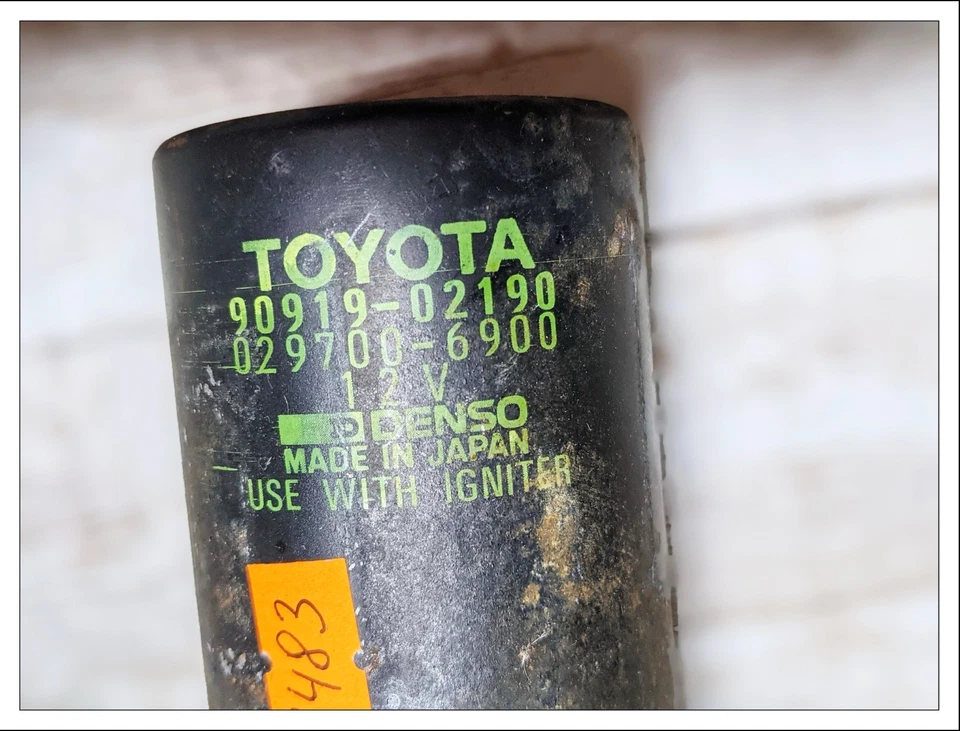 TOYOTA
90919-02190
029700-6900
12V
DENSO
MADE IN JAPAN
USE WITH IGNITER
483